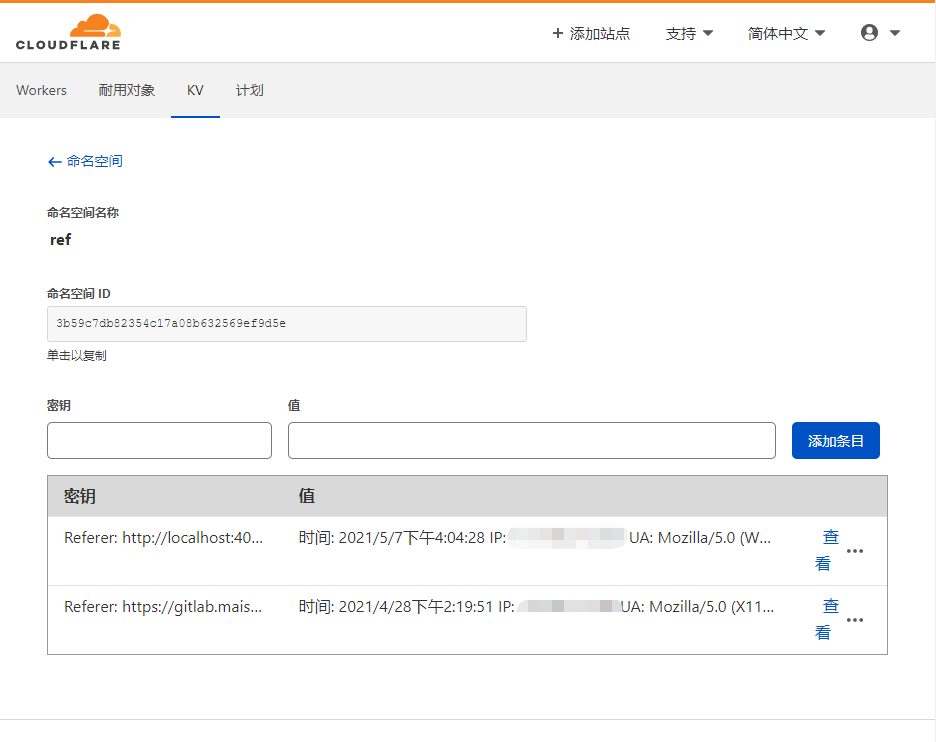 CLOUDFLARE
+ 添加站点 支持 简体中文
Workers 耐用对象 KV 计划
← 命名空间
命名空间名称
ref
命名空间 ID
3b59c7db82354c17a08b632569ef9d5e
单击以复制
密钥 值
添加条目
密钥 值
Referer: http://localhost:40... 时间: 2021/5/7下午4:04:28 IP: UA: Mozilla/5.0 (W... 查
看
Referer: https://gitlab.mais... 时间: 2021/4/28下午2:19:51 IP: UA: Mozilla/5.0 (X11... 查
看